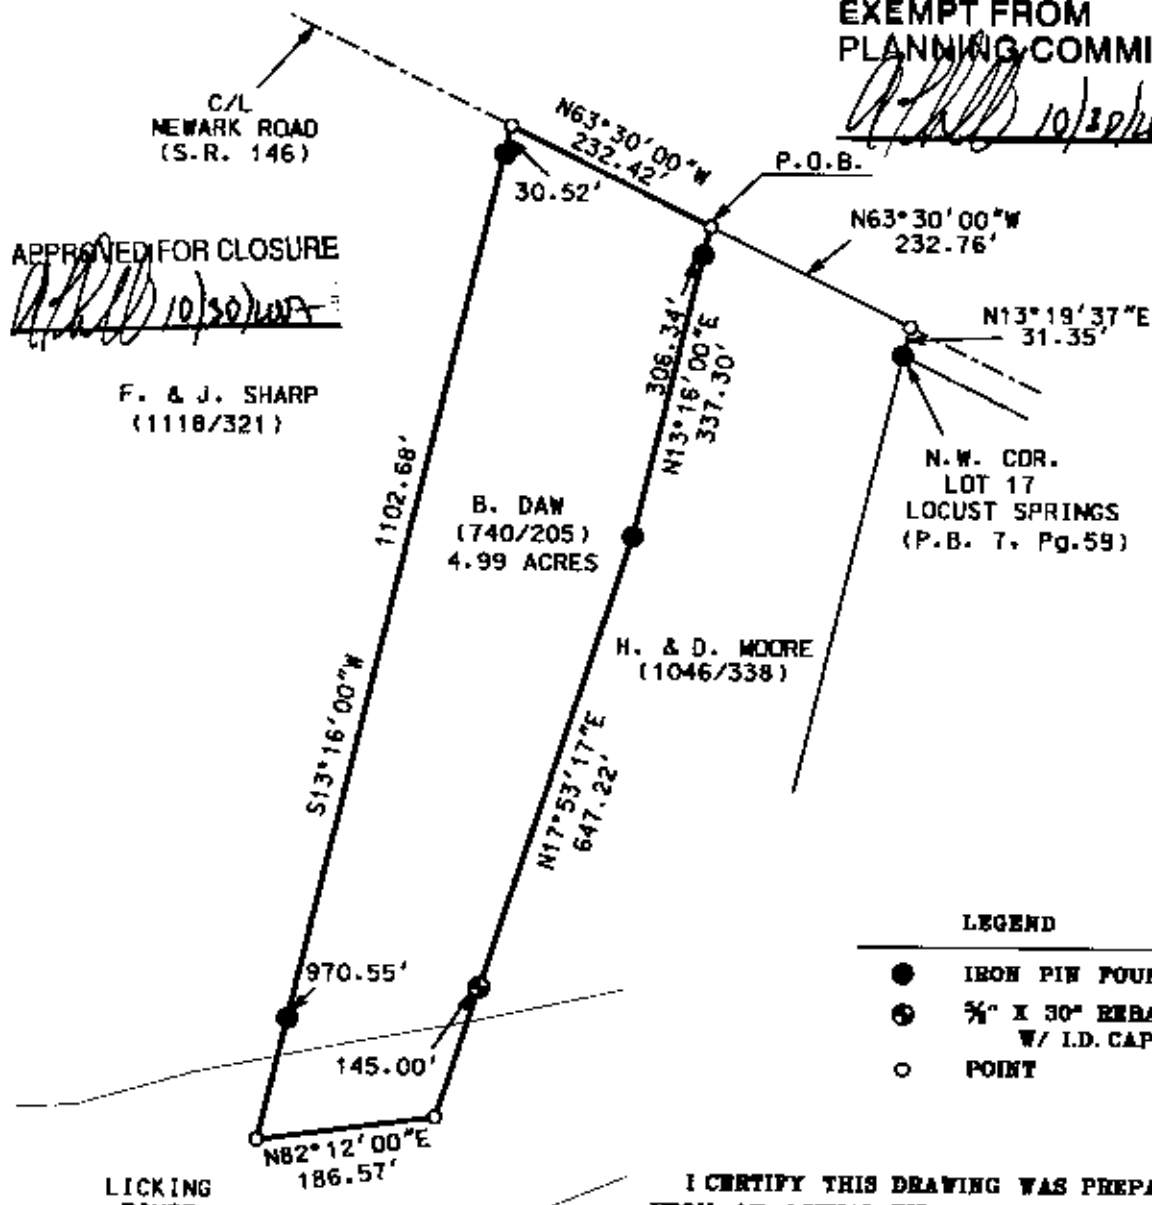 EXEMPT FROM
PLANNING COMMI
C/L
NEWARK ROAD
(S.R. 146)
N63°30'00"W
232.42'
P.O.B.
30.52'
N63°30'00"W
232.76'
APPROVED FOR CLOSURE
N13°19'37"E
31.35'
306.34'
N13°16'00"E
337.30'
F. & J. SHARP
(1118/321)
1102.68'
N.W. COR.
LOT 17
LOCUST SPRINGS
(P.B. 7, Pg.59)
B. DAW
(740/205)
4.99 ACRES
H. & D. MOORE
(1046/338)
S13°16'00"W
N17°53'17"E
647.22'
LEGEND
970.55'
IRON PIN FOU
⅝" X 30" REBA
W/ I.D. CAP
145.00'
POINT
N82°12'00"E
186.57'
LICKING
I CERTIFY THIS DRAWING WAS PREPA